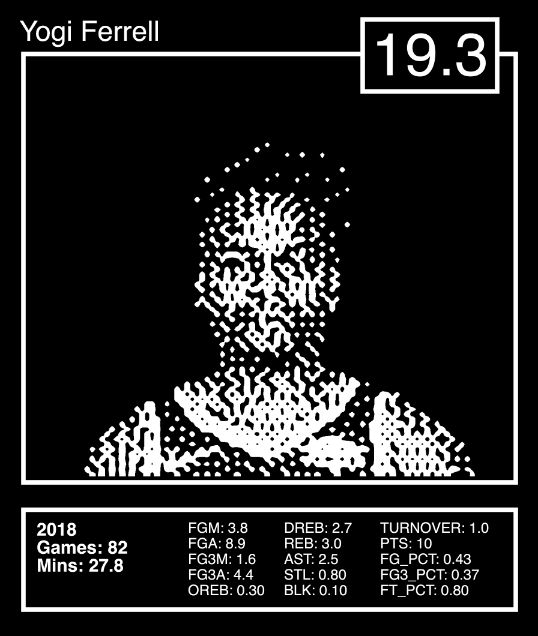 Yogi Ferrell
19.3
2018
Games: 82
Mins: 27.8
FGM: 3.8
FGA: 8.9
FG3M: 1.6
FG3A: 4.4
OREB: 0.30
DREB: 2.7
REB: 3.0
AST: 2.5
STL: 0.80
BLK: 0.10
TURNOVER: 1.0
PTS: 10
FG_PCT: 0.43
FG3_PCT: 0.37
FT_PCT: 0.80